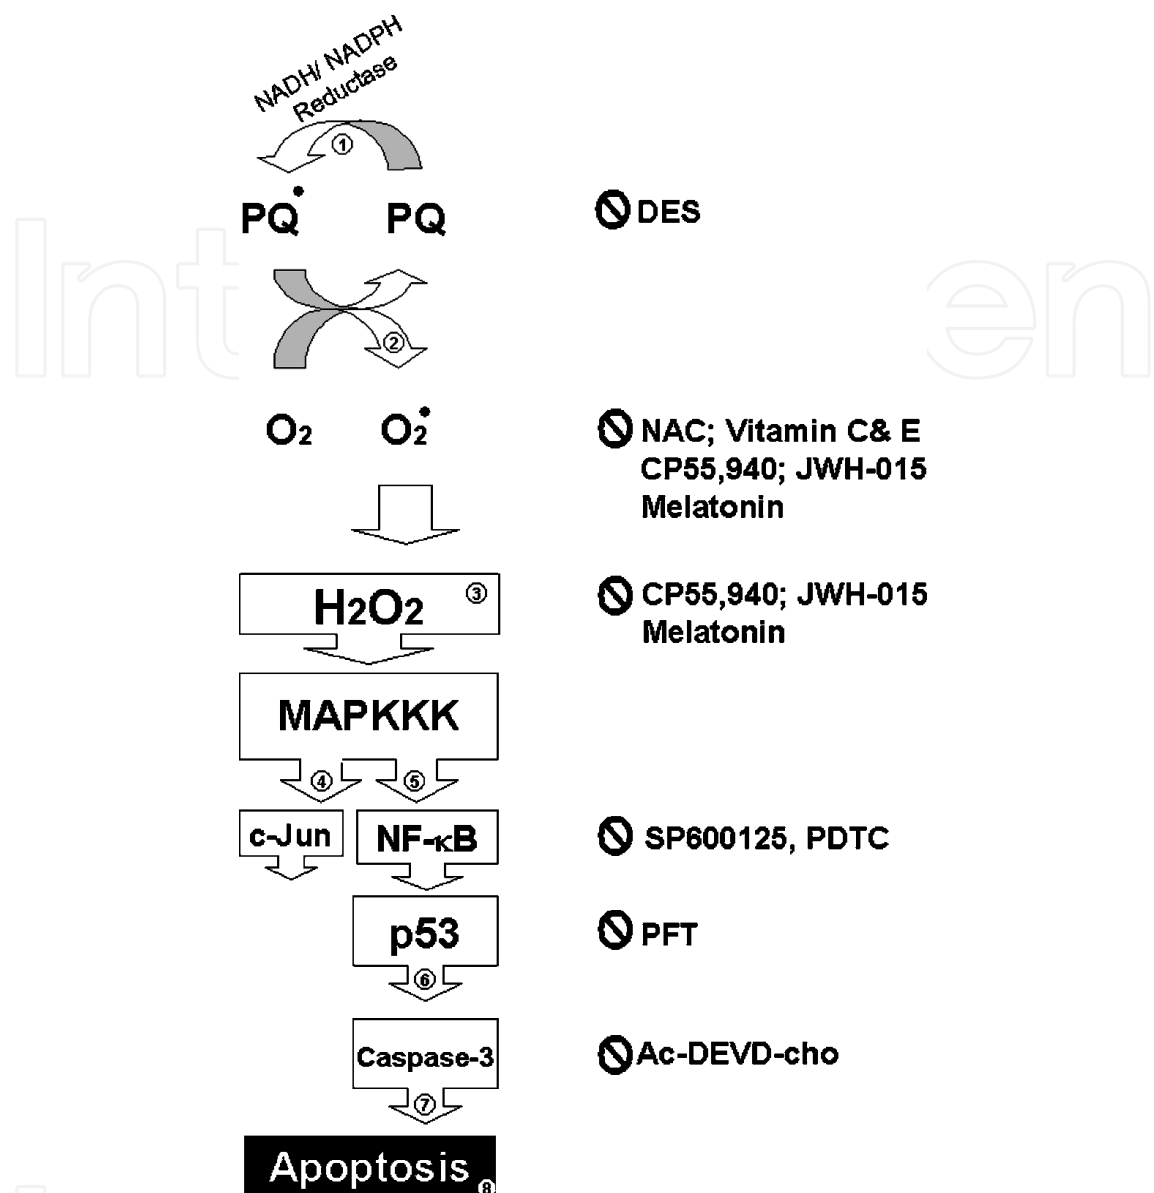 NADH/ NADPH
Reductase
①
PQ• PQ
DES
②
O2 O2•
NAC; Vitamin C& E
CP55,940; JWH-015
Melatonin
H2O2 ③
CP55,940; JWH-015
Melatonin
MAPKKK
④ ⑤
c-Jun NF-κB
SP600125, PDTC
p53
PFT
⑥
Caspase-3
Ac-DEVD-cho
⑦
Apoptosis ⑧
Int en